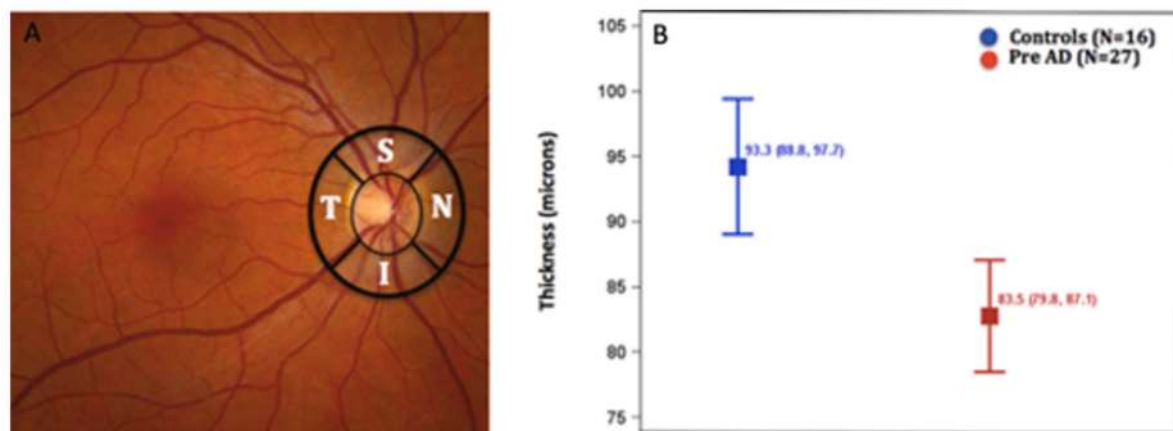 A
S
T
N
I
B
Controls (N=16)
Pre AD (N=27)
Thickness (microns)
105
100
95
90
85
80
75
93.3 (88.8, 97.7)
83.5 (79.8, 87.1)